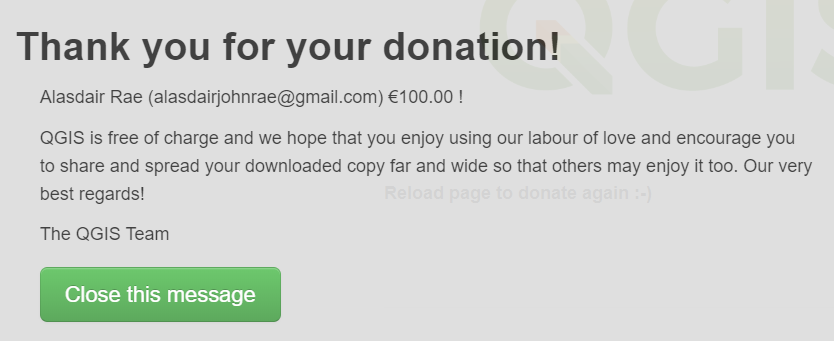 QGIS
Thank you for your donation!
Alasdair Rae (alasdairjohnrae@gmail.com) €100.00 !
QGIS is free of charge and we hope that you enjoy using our labour of love and encourage you
to share and spread your downloaded copy far and wide so that others may enjoy it too. Our very
best regards!
Reload page to donate again :-)
The QGIS Team
Close this message